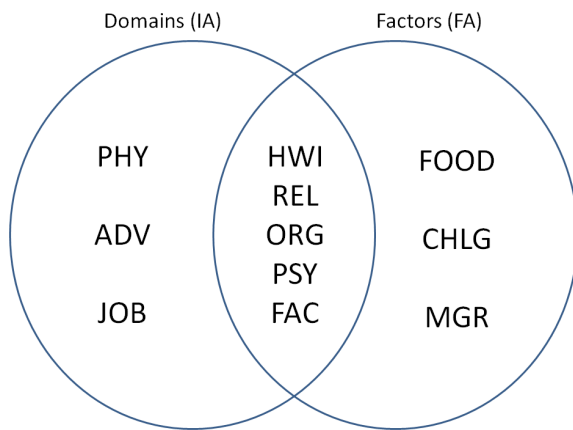 Domains (IA)
Factors (FA)
PHY
ADV
JOB
HWI
REL
ORG
PSY
FAC
FOOD
CHLG
MGR